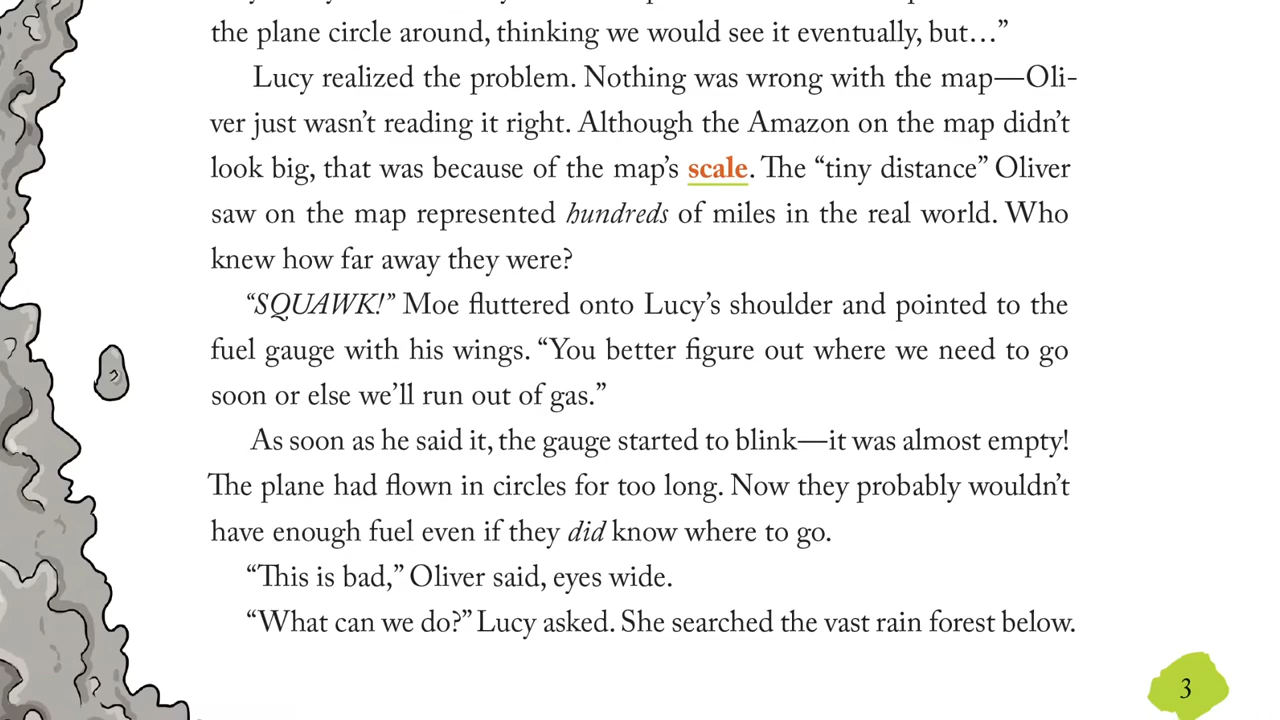 the plane circle around, thinking we would see it eventually, but…”
Lucy realized the problem. Nothing was wrong with the map—Oli-
ver just wasn’t reading it right. Although the Amazon on the map didn’t
look big, that was because of the map’s scale. The “tiny distance” Oliver
saw on the map represented hundreds of miles in the real world. Who
knew how far away they were?
“SQUAWK!” Moe fluttered onto Lucy’s shoulder and pointed to the
fuel gauge with his wings. “You better figure out where we need to go
soon or else we’ll run out of gas.”
As soon as he said it, the gauge started to blink—it was almost empty!
The plane had flown in circles for too long. Now they probably wouldn’t
have enough fuel even if they did know where to go.
“This is bad,” Oliver said, eyes wide.
“What can we do?” Lucy asked. She searched the vast rain forest below.
3